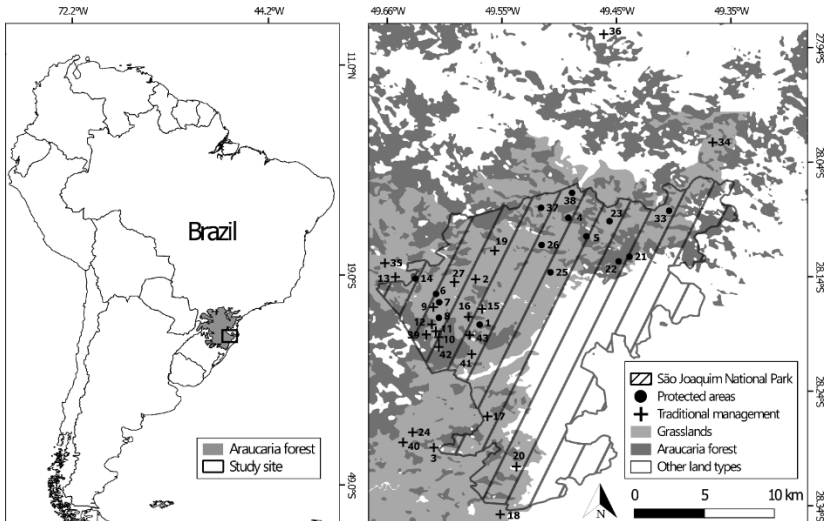 72.2°W
44.2°W
11.0°N
19.0°S
49.0°S
Brazil
Araucaria forest
Study site
49.66°W
49.55°W
49.45°W
49.35°W
27.94°S
28.04°S
28.14°S
28.24°S
28.34°S
36
34
38
37
4
23
33
5
19
26
21
22
25
35
13
14
27
2
6
7
9
16
15
8
12
11
1
39
10
43
42
41
17
24
40
3
20
18
São Joaquim National Park
Protected areas
Traditional management
Grasslands
Araucaria forest
Other land types
N
0 5 10 km